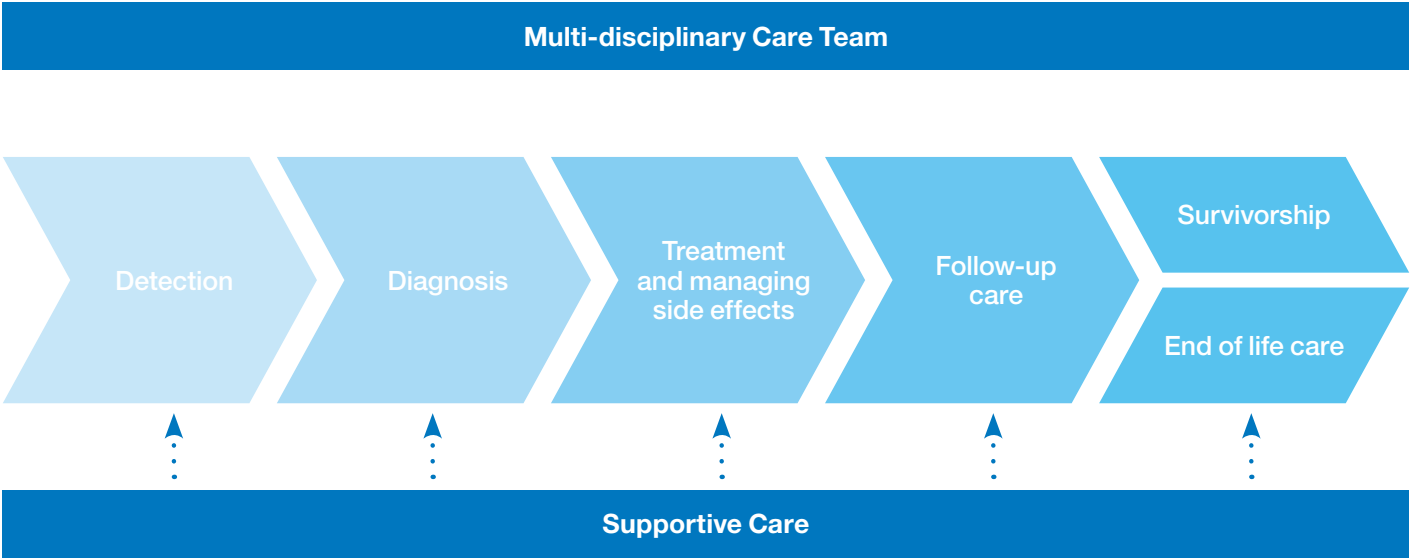 Multi-disciplinary Care Team
Detection
Diagnosis
Treatment
and managing
side effects
Follow-up
care
Survivorship
End of life care
Supportive Care